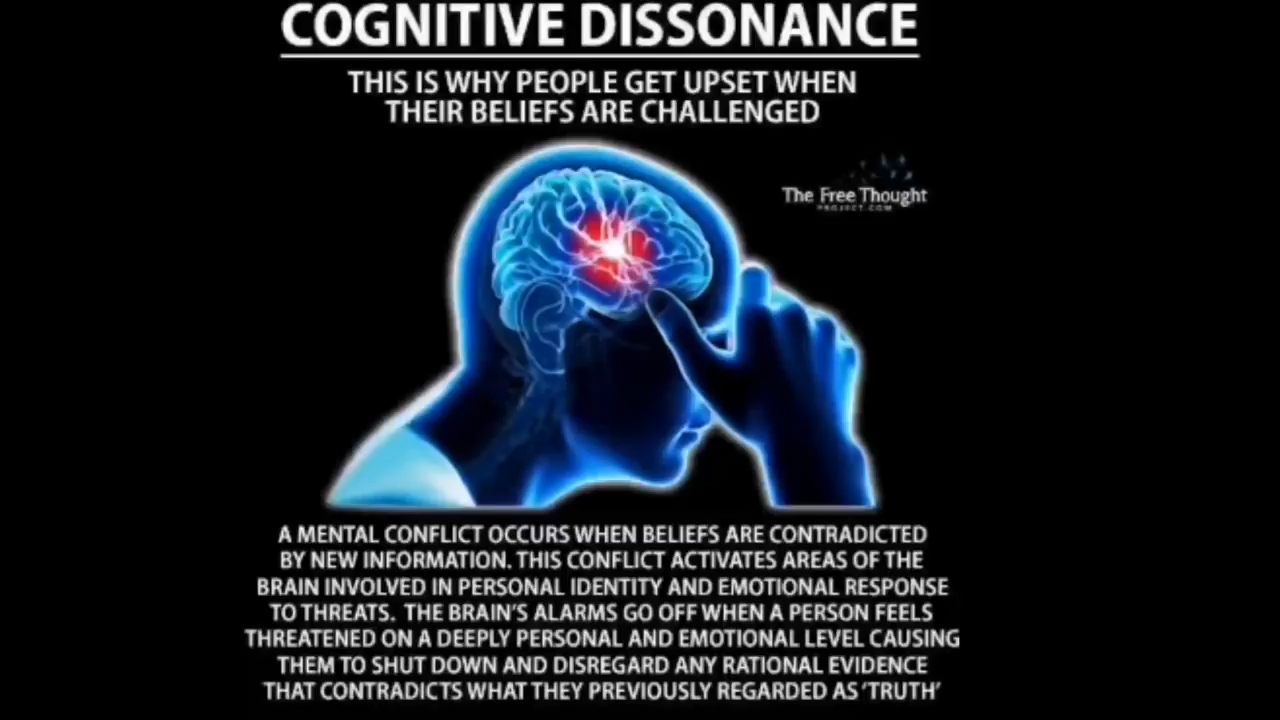 COGNITIVE DISSONANCE
THIS IS WHY PEOPLE GET UPSET WHEN
THEIR BELIEFS ARE CHALLENGED
The Free Thought
PROJECT.COM
A MENTAL CONFLICT OCCURS WHEN BELIEFS ARE CONTRADICTED
BY NEW INFORMATION. THIS CONFLICT ACTIVATES AREAS OF THE
BRAIN INVOLVED IN PERSONAL IDENTITY AND EMOTIONAL RESPONSE
TO THREATS. THE BRAIN'S ALARMS GO OFF WHEN A PERSON FEELS
THREATENED ON A DEEPLY PERSONAL AND EMOTIONAL LEVEL CAUSING
THEM TO SHUT DOWN AND DISREGARD ANY RATIONAL EVIDENCE
THAT CONTRADICTS WHAT THEY PREVIOUSLY REGARDED AS 'TRUTH'